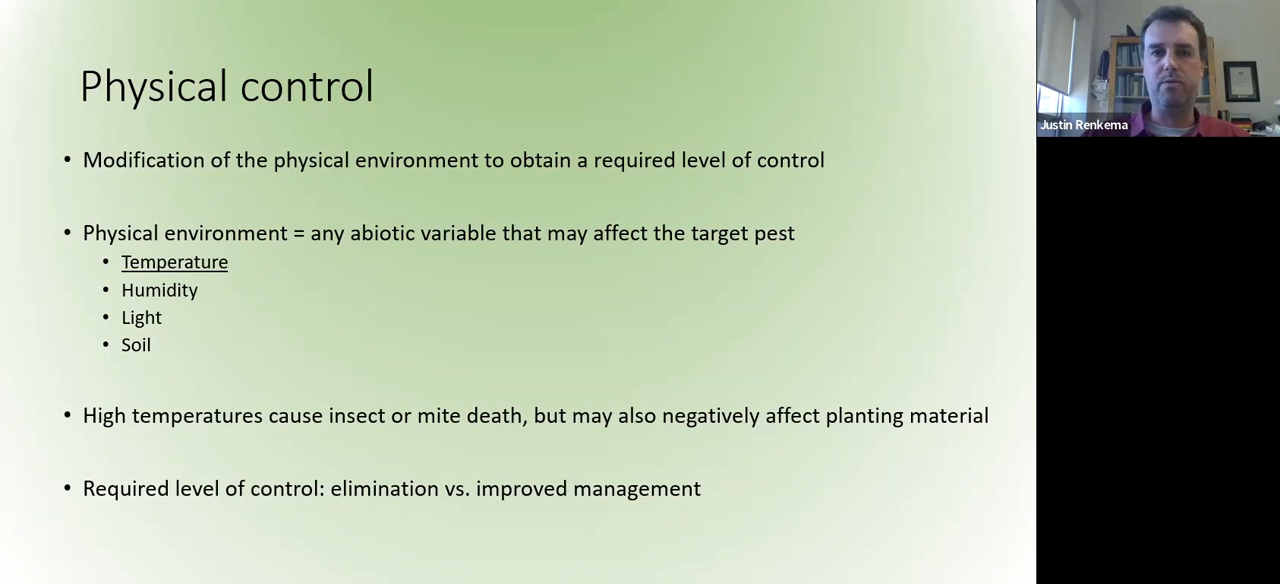 Physical control
• Modification of the physical environment to obtain a required level of control
• Physical environment = any abiotic variable that may affect the target pest
• Temperature
• Humidity
• Light
• Soil
• High temperatures cause insect or mite death, but may also negatively affect planting material
• Required level of control: elimination vs. improved management
Justin Renkema